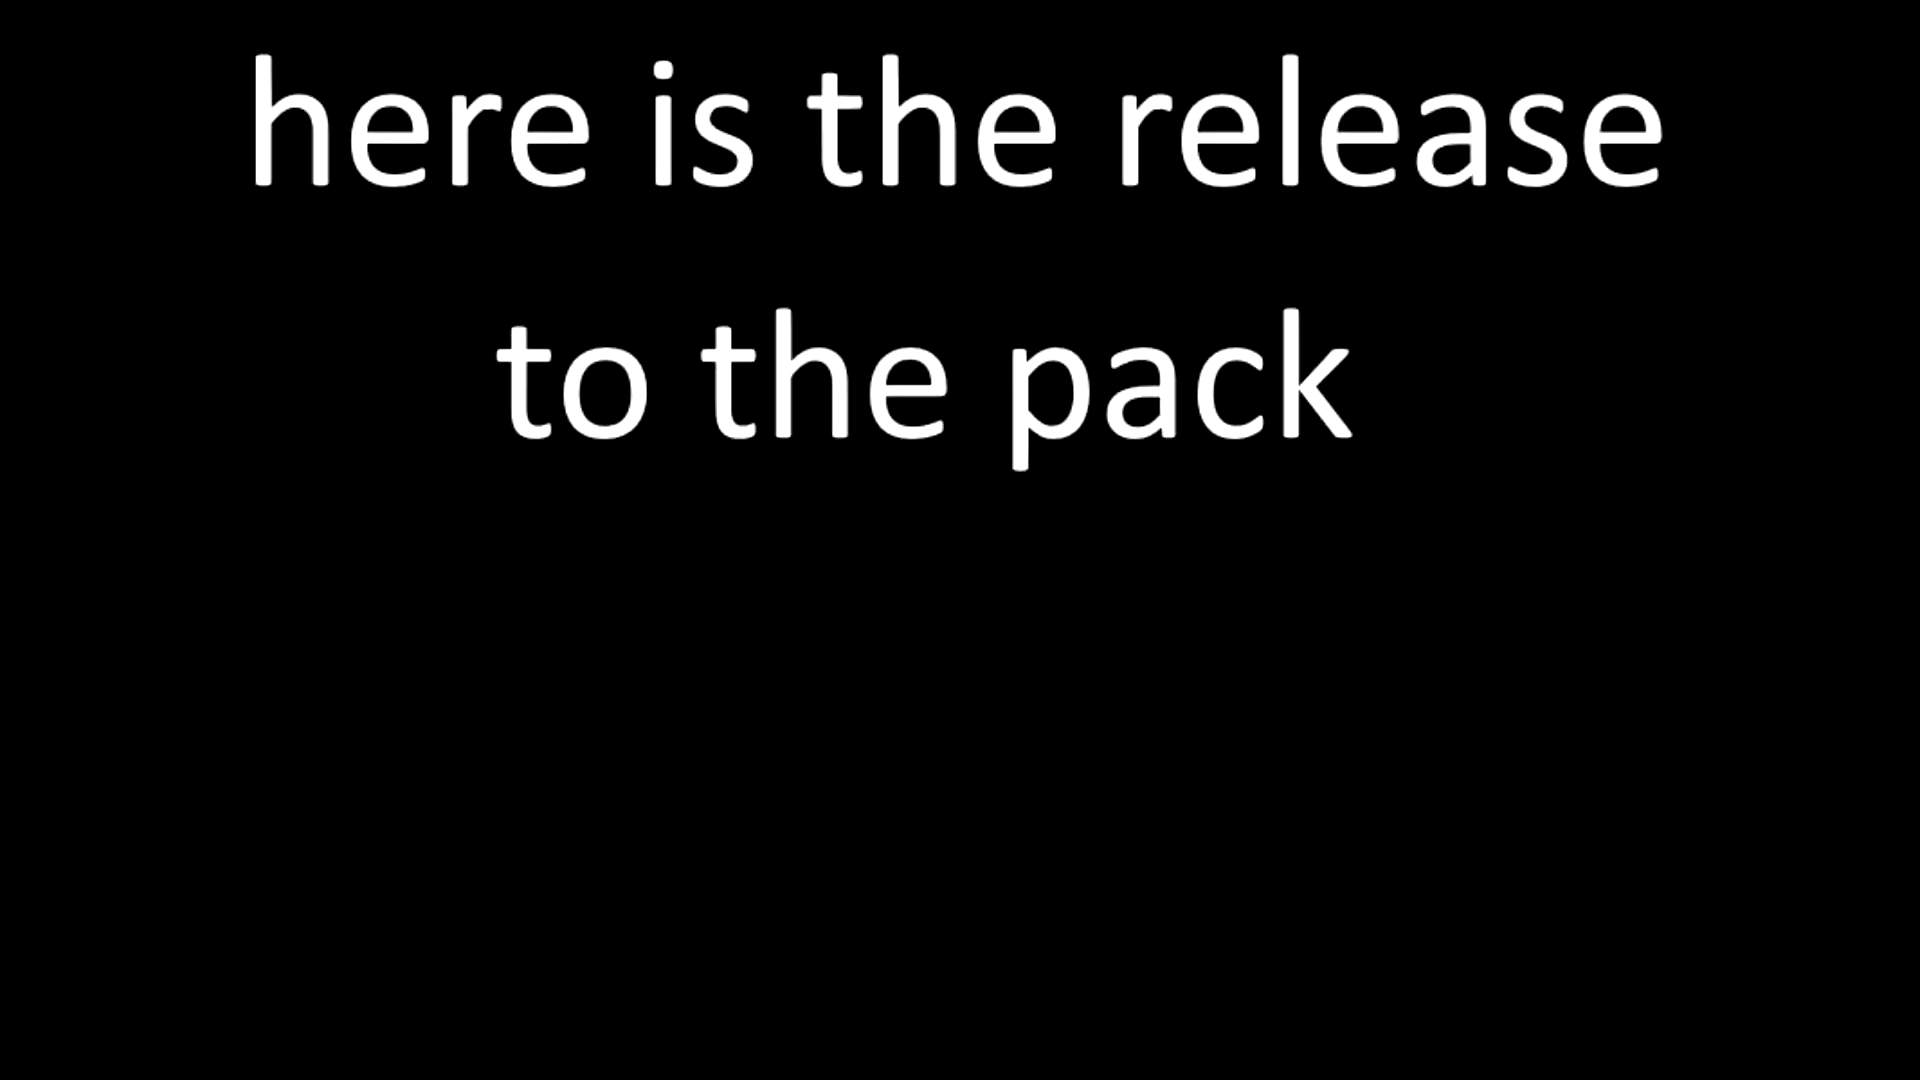 here is the release
to the pack